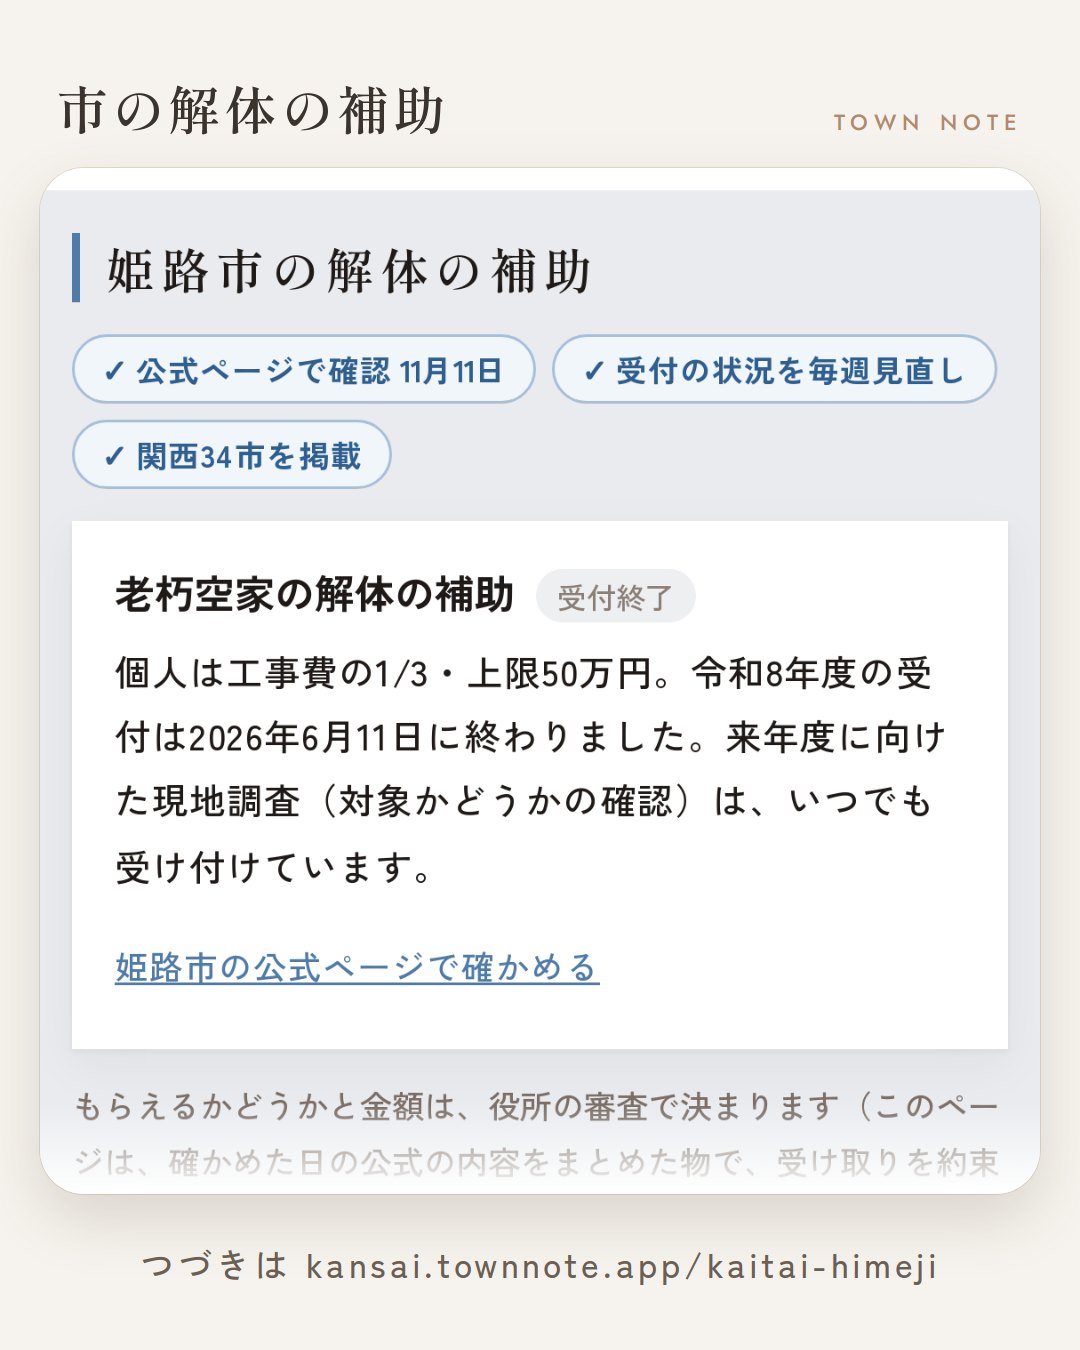 市の解体の補助
TOWN NOTE
姫路市の解体の補助
✓ 公式ページで確認 11月11日
✓ 受付の状況を毎週見直し
✓ 関西34市を掲載
老朽空家の解体の補助 受付終了
個人は工事費の1/3・上限50万円。令和8年度の受
付は2026年6月11日に終わりました。来年度に向け
た現地調査（対象かどうかの確認）は、いつでも
受け付けています。
姫路市の公式ページで確かめる
もらえるかどうかと金額は、役所の審査で決まります（このペー
ジは、確かめた日の公式の内容をまとめた物で、受け取りを約束
つづきは kansai.townnote.app/kaitai-himeji